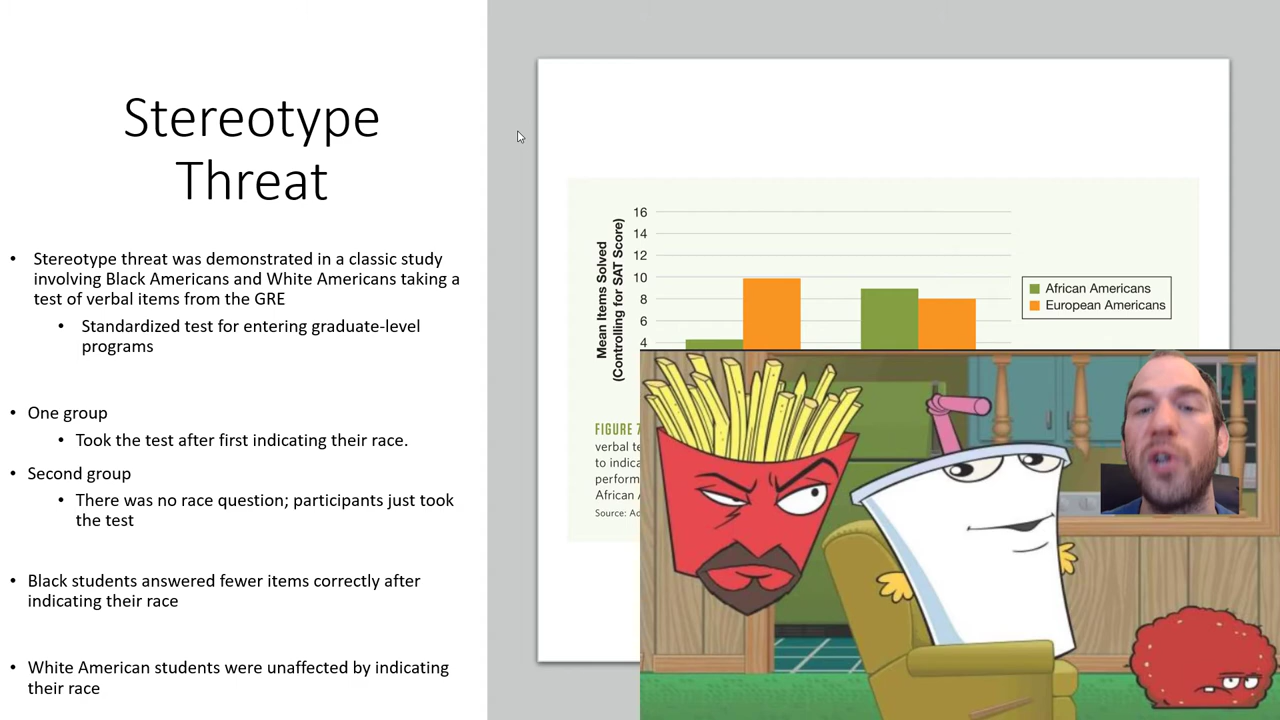 Stereotype
Threat
• Stereotype threat was demonstrated in a classic study
involving Black Americans and White Americans taking a
test of verbal items from the GRE
• Standardized test for entering graduate-level
programs
• One group
• Took the test after first indicating their race.
• Second group
• There was no race question; participants just took
the test
• Black students answered fewer items correctly after
indicating their race
• White American students were unaffected by indicating
their race
Mean Items Solved
(Controlling for SAT Score)
16
14
12
10
8
6
4
African Americans
European Americans
FIGURE 7
verbal te
to indica
perform
African A
Source: Ad